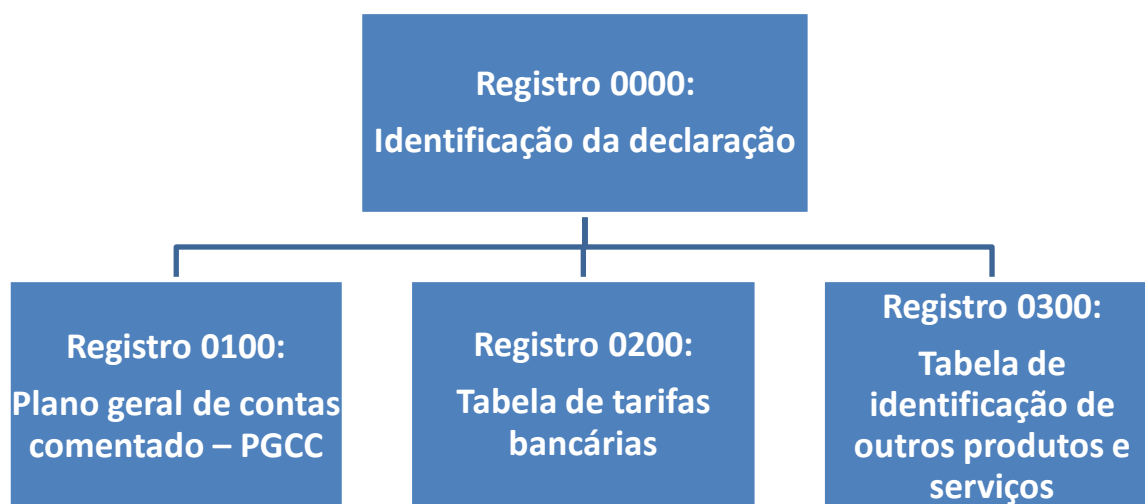 Registro 0000:
Identificação da declaração
Registro 0100:
Plano geral de contas
comentado – PGCC
Registro 0200:
Tabela de tarifas
bancárias
Registro 0300:
Tabela de
identificação de
outros produtos e
serviços